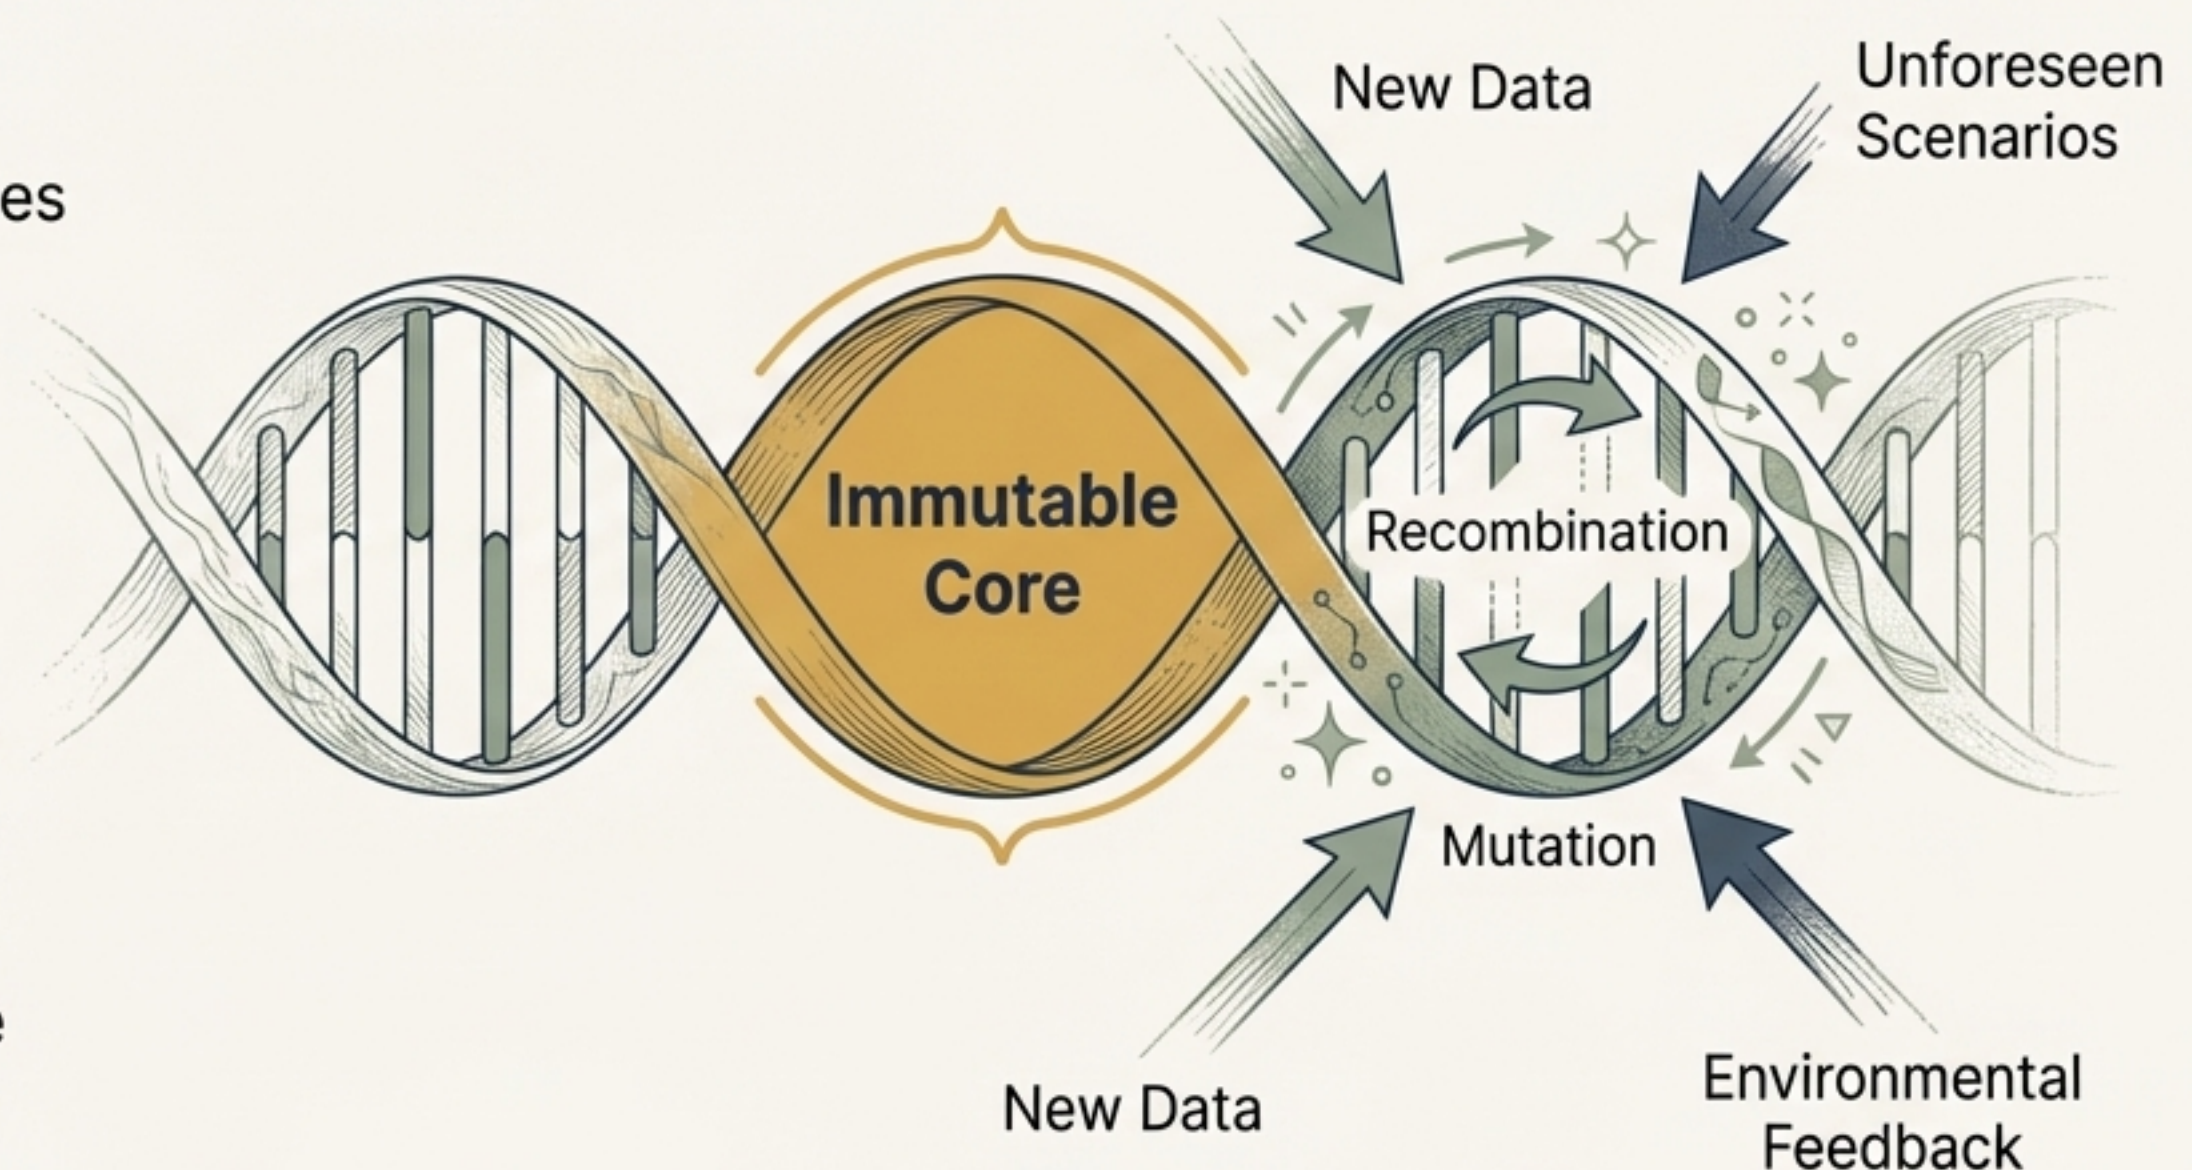 New Data
Unforeseen
Scenarios
es
Immutable
Core
Recombination
Mutation
e
New Data
Environmental
Feedback